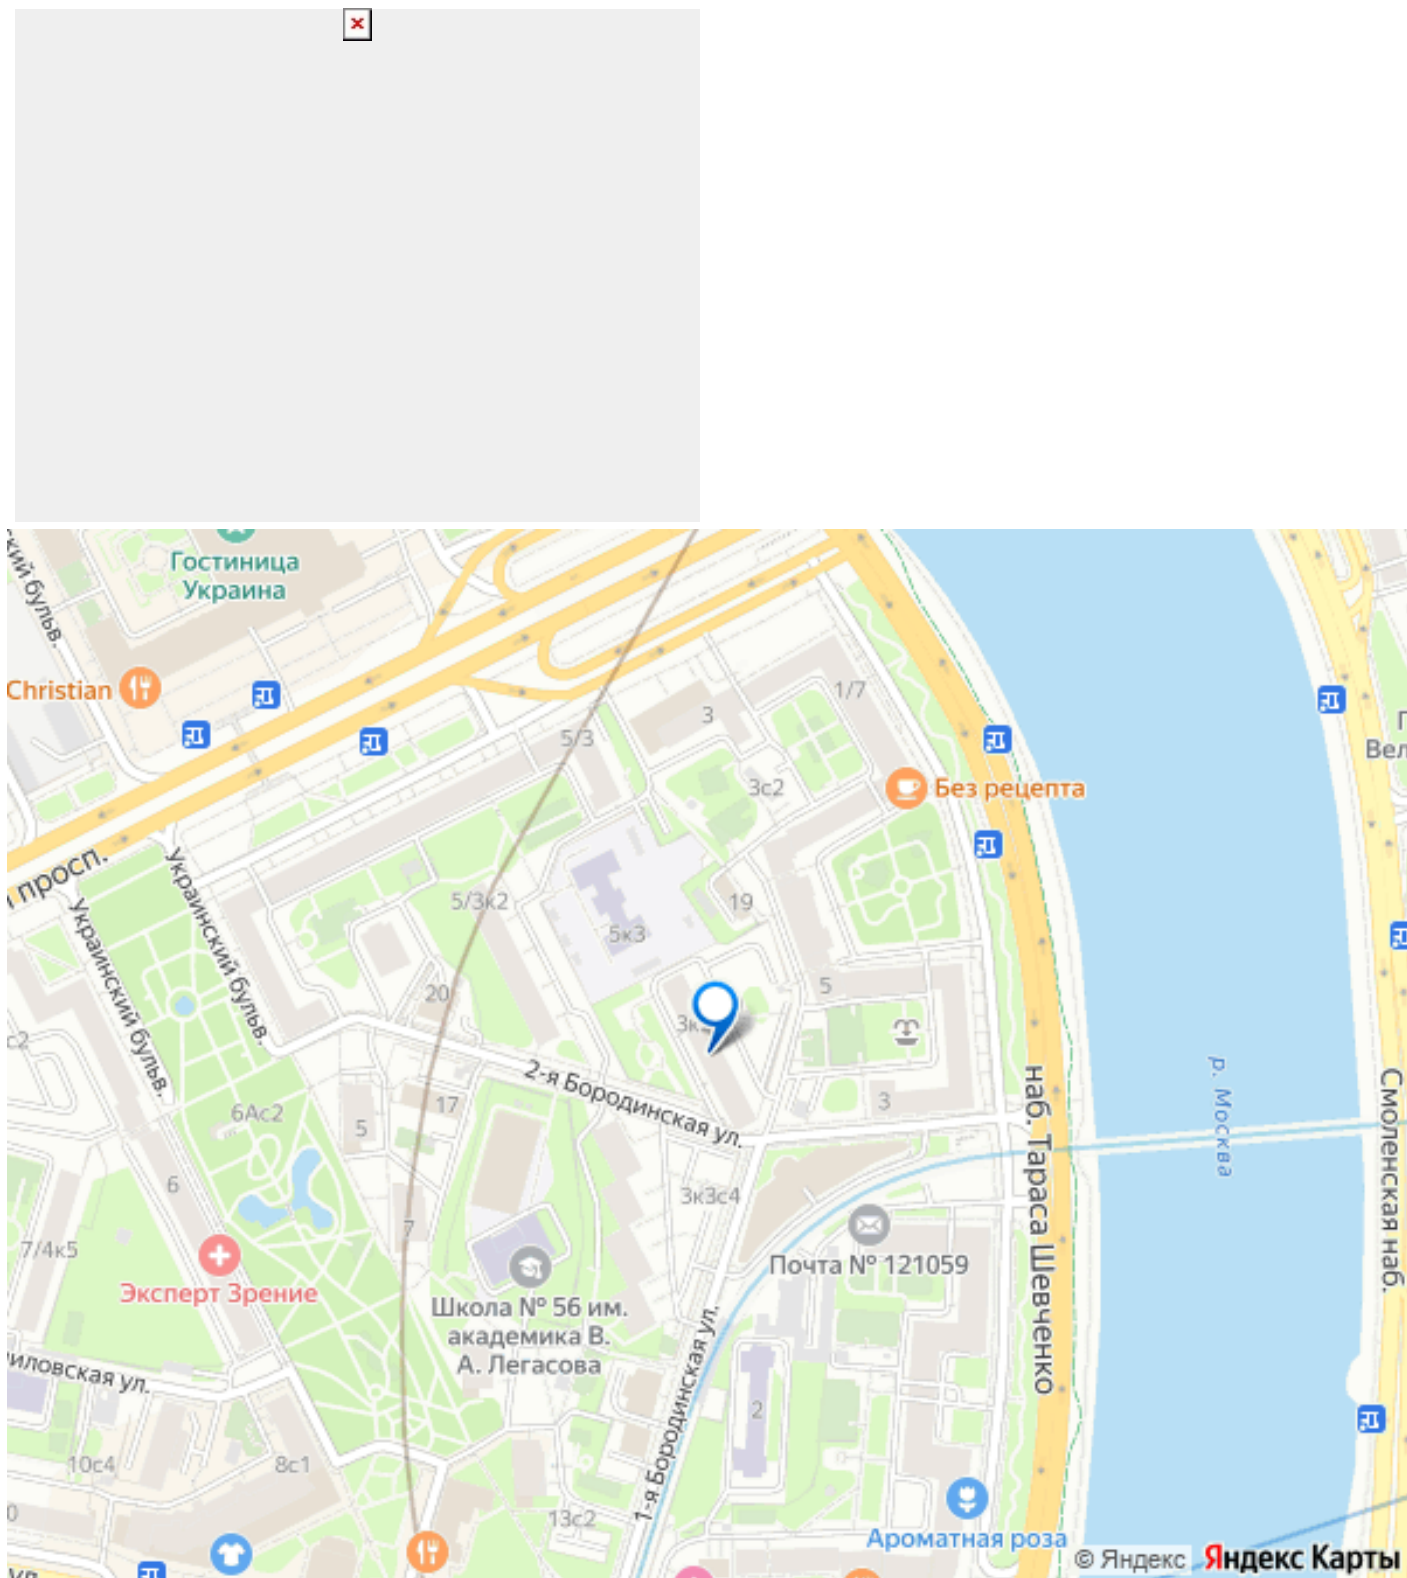 Гостиница
Украина
бульв.
Christian
3
1/7
5/3
3с2
Без рецепта
просп.
Украинский бульв.
Украинский бульв.
5/3к2
19
5к3
20
5
2-я Бородинская ул.
наб. Тараса Шевченко
р. Москва
Смоленская наб.
17
6Ас2
5
3
6
3к3с4
7
7/4к5
Почта № 121059
Эксперт Зрение
Школа № 56 им.
академика В.
А. Легасова
ул.
1-я Бородинская ул.
2
10с4
8с1
13с2
Ароматная роза
© Яндекс Яндекс Карты